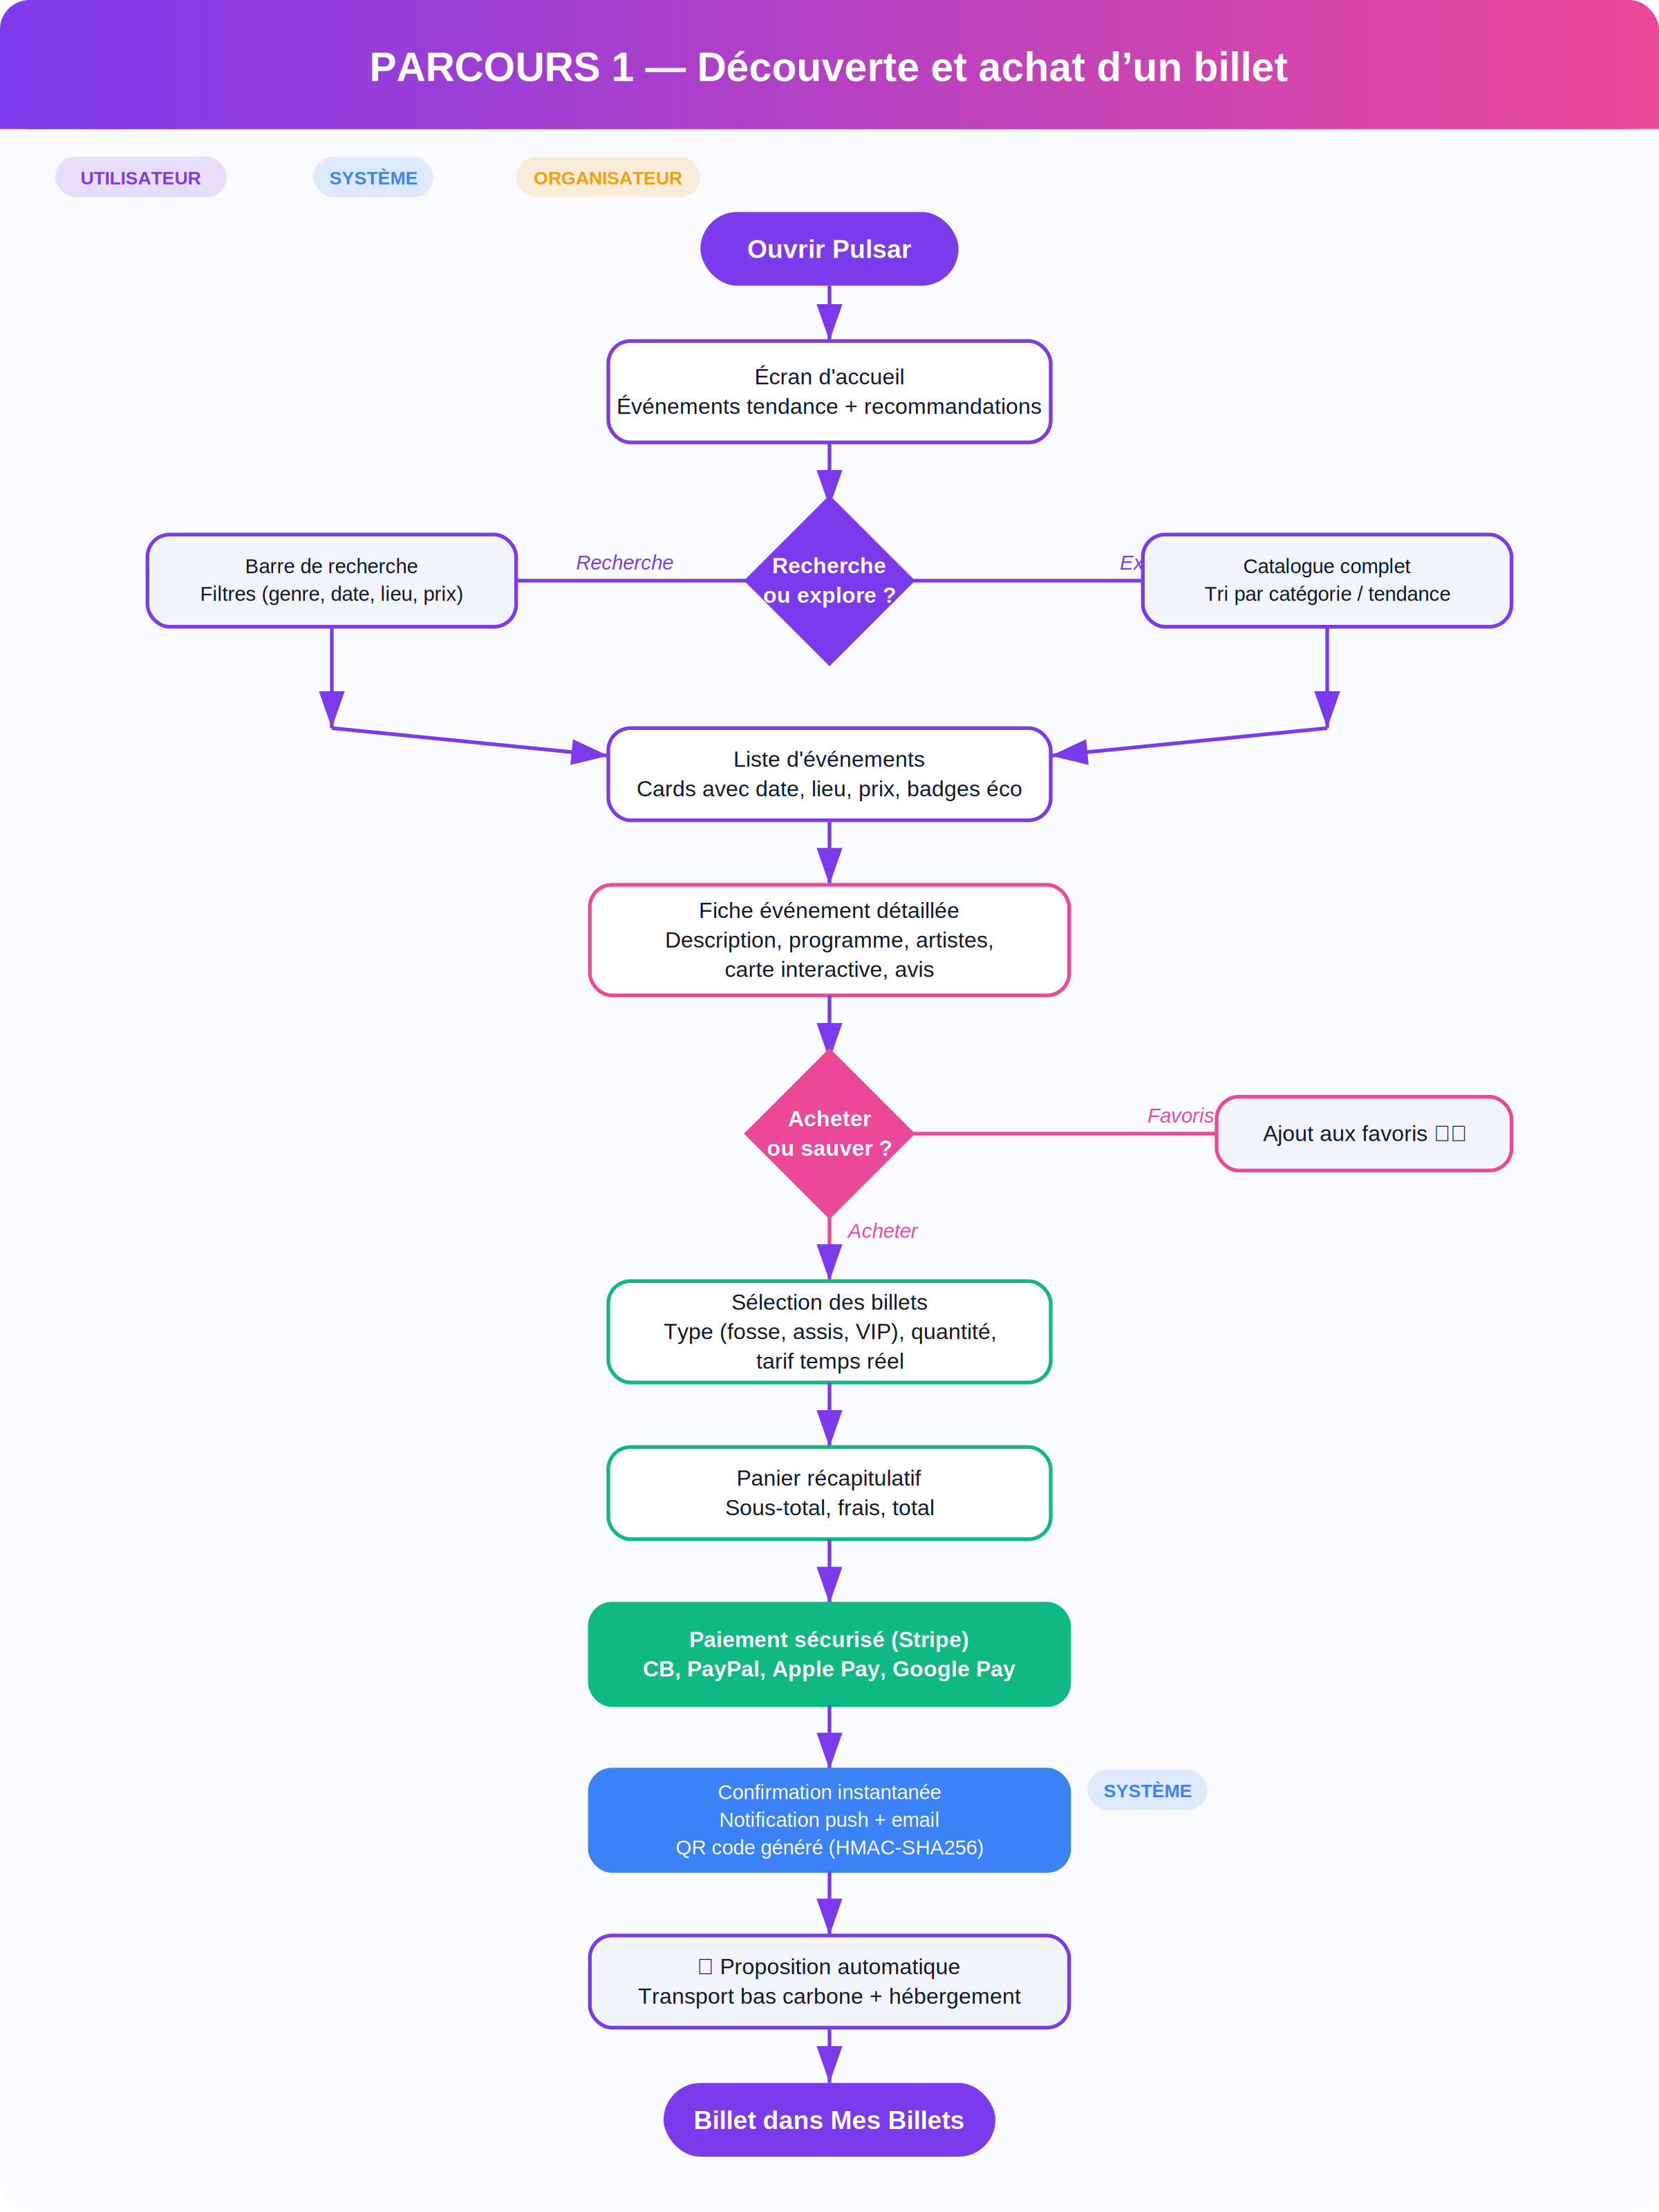 PARCOURS 1 — Découverte et achat d’un billet
UTILISATEUR
SYSTÈME
ORGANISATEUR
Ouvrir Pulsar
Écran d'accueil
Événements tendance + recommandations
Recherche
Recherche
ou explore ?
Ex
Barre de recherche
Filtres (genre, date, lieu, prix)
Catalogue complet
Tri par catégorie / tendance
Liste d'événements
Cards avec date, lieu, prix, badges éco
Fiche événement détaillée
Description, programme, artistes,
carte interactive, avis
Acheter
ou sauver ?
Favoris
Ajout aux favoris
Acheter
Sélection des billets
Type (fosse, assis, VIP), quantité,
tarif temps réel
Panier récapitulatif
Sous-total, frais, total
Paiement sécurisé (Stripe)
CB, PayPal, Apple Pay, Google Pay
Confirmation instantanée
Notification push + email
QR code généré (HMAC-SHA256)
SYSTÈME
Proposition automatique
Transport bas carbone + hébergement
Billet dans Mes Billets